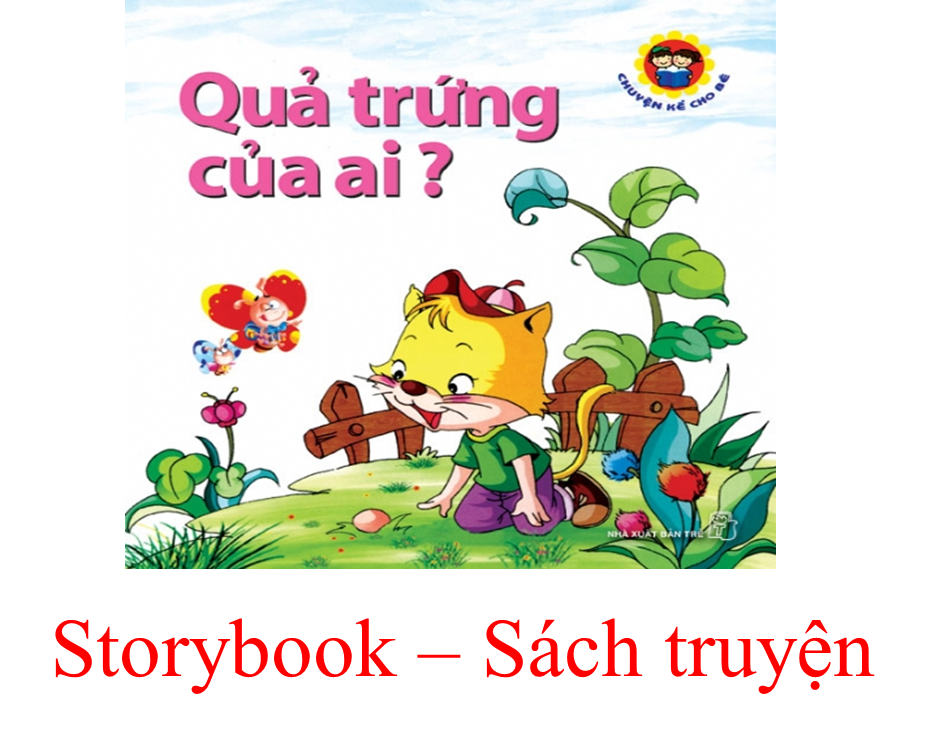 Quả trứng
của ai ?
CHUYỆN KỂ CHO BÉ
NHÀ XUẤT BẢN TRẺ
Storybook – Sách truyện